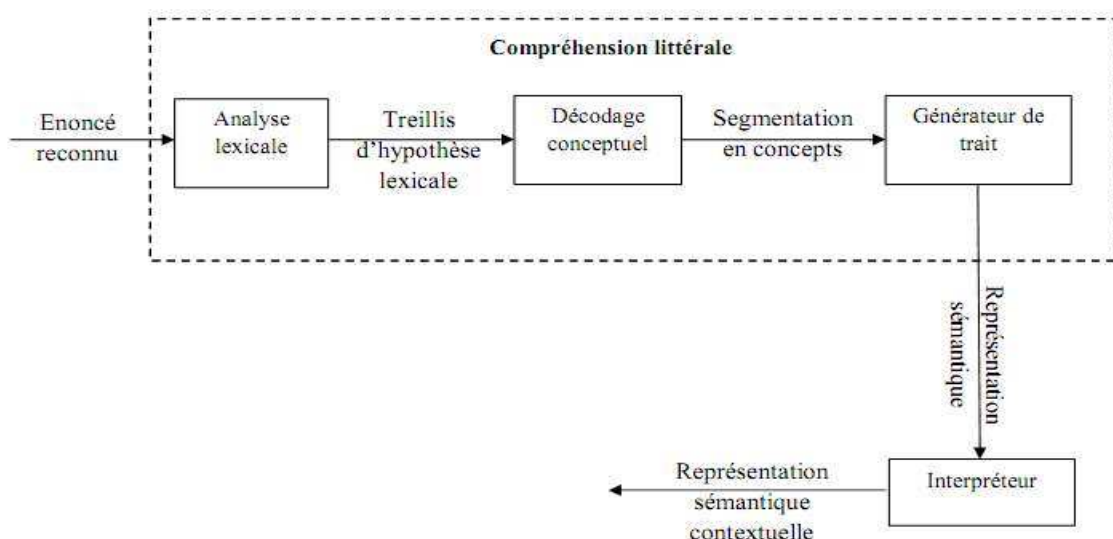 Compréhension littérale
Enoncé
reconnu
Analyse
lexicale
Treillis
d'hypothèse
lexicale
Décodage
conceptuel
Segmentation
en concepts
Générateur de
trait
Représentation
sémantique
Interpréteur
Représentation
sémantique
contextuelle